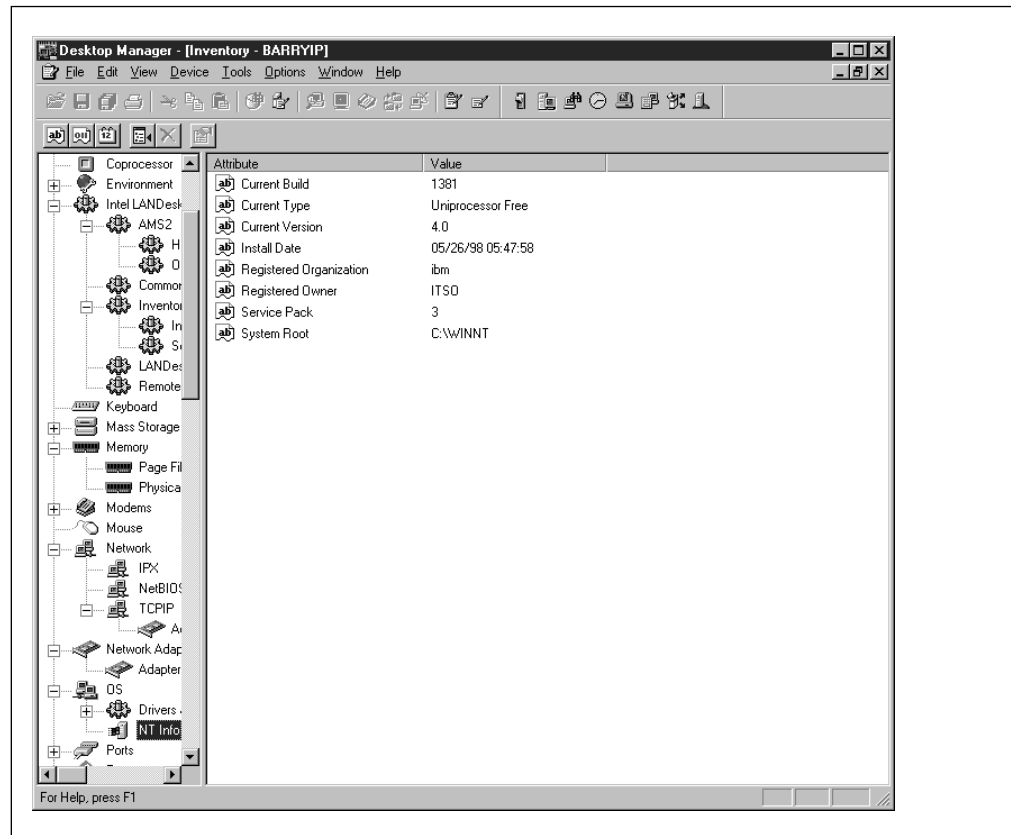 Desktop Manager - [Inventory - BARRYIP]
File Edit View Device Tools Options Window Help
Coprocessor
Environment
Intel LANDesk
AMS2
H
O
Common
Inventor
In
S
LANDes
Remote
Keyboard
Mass Storage
Memory
Page Fil
Physica
Modems
Mouse
Network
IPX
NetBIOS
TCPIP
A
Network Adap
Adapter
OS
Drivers
NT Info
Ports
Attribute Value
Current Build 1381
Current Type Uniprocessor Free
Current Version 4.0
Install Date 05/26/98 05:47:58
Registered Organization ibm
Registered Owner ITSO
Service Pack 3
System Root C:\WINNT
For Help, press F1